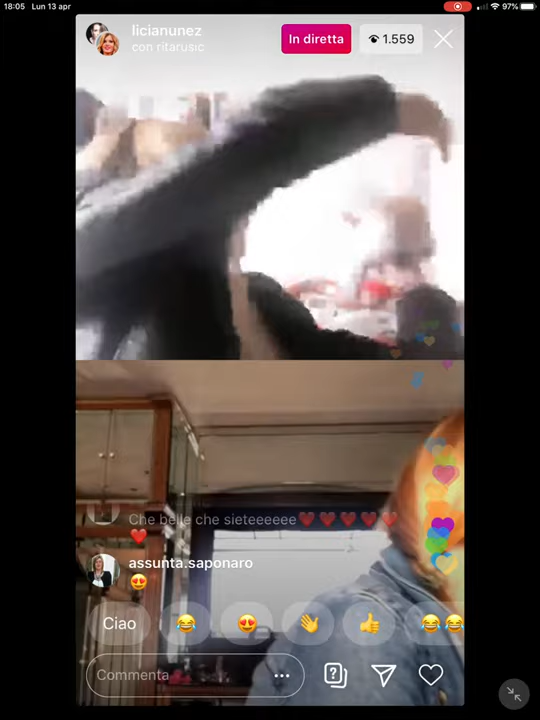 18:05 Lun 13 apr 97%
licianunez
con ritarusic
In diretta
1.559
Che belle che sieteeeeee❤️❤️❤️❤️❤️
❤️
assunta.saponaro
😍
Ciao 😂 😍 👋 👍 😂😂
Commenta